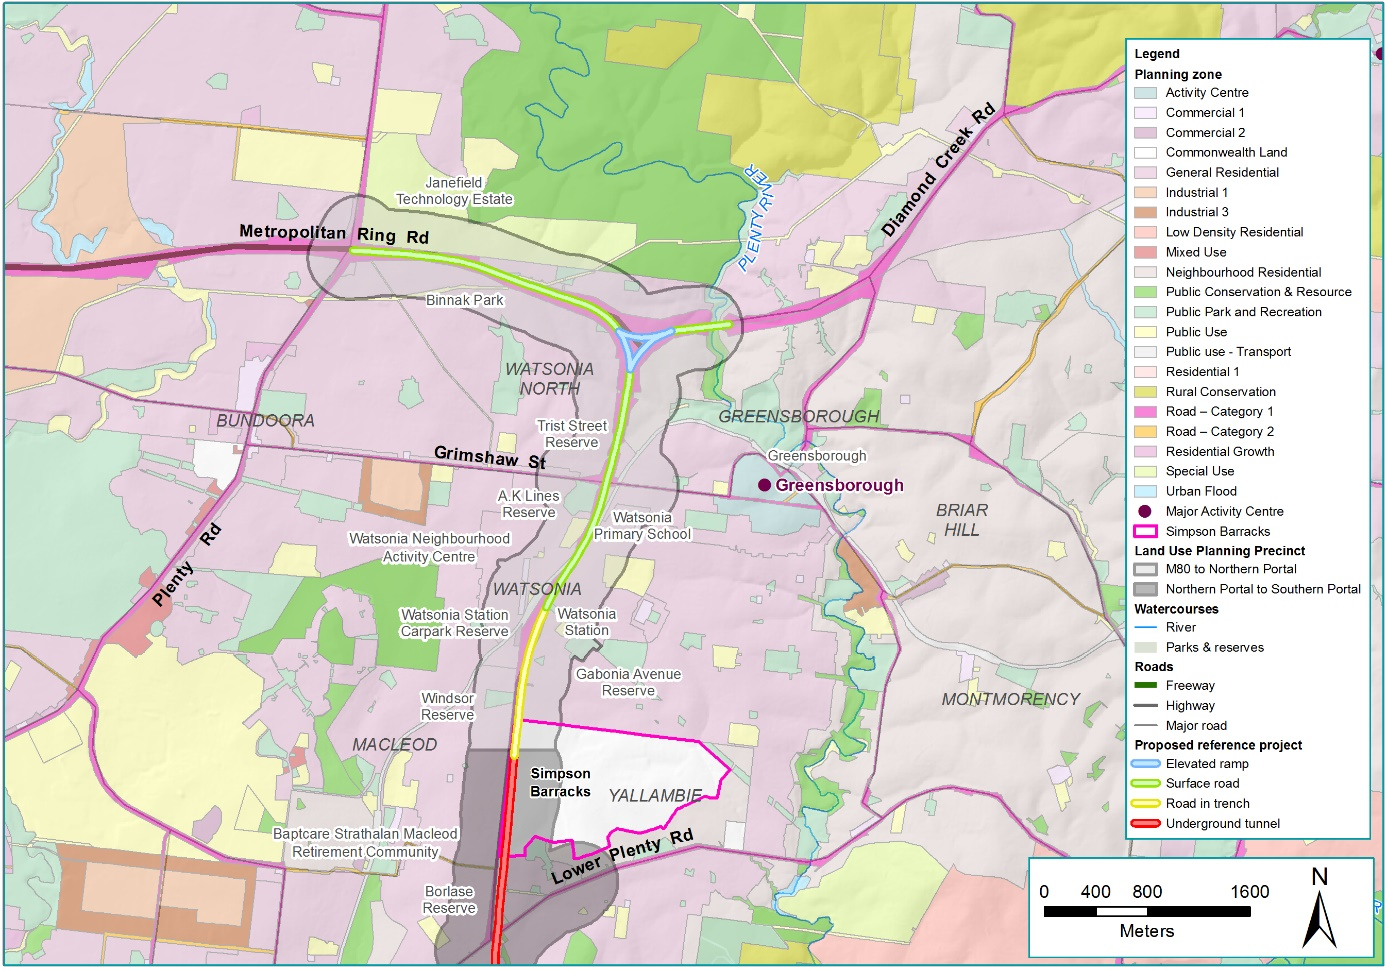 Janefield
Technology Estate
Metropolitan Ring Rd
Binnak Park
PLENTY RIVER
Diamond Creek Rd
WATSONIA
NORTH
BUNDOORA
Trist Street
Reserve
GREENSBOROUGH
Greensborough
Greensborough
Grimshaw St
A.K Lines
Reserve
Watsonia
Primary School
BRIAR
HILL
Watsonia Neighbourhood
Activity Centre
Plenty Rd
WATSONIA
Watsonia Station
Carpark Reserve
Watsonia
Station
Gabonia Avenue
Reserve
Windsor
Reserve
MONTMORENCY
MACLEOD
Simpson
Barracks
YALLAMBIE
Lower Plenty Rd
Baptcare Strathalan Macleod
Retirement Community
Borlase
Reserve
Legend
Planning zone
Activity Centre
Commercial 1
Commercial 2
Commonwealth Land
General Residential
Industrial 1
Industrial 3
Low Density Residential
Mixed Use
Neighbourhood Residential
Public Conservation & Resource
Public Park and Recreation
Public Use
Public use - Transport
Residential 1
Rural Conservation
Road – Category 1
Road – Category 2
Residential Growth
Special Use
Urban Flood
Major Activity Centre
Simpson Barracks
Land Use Planning Precinct
M80 to Northern Portal
Northern Portal to Southern Portal
Watercourses
River
Parks & reserves
Roads
Freeway
Highway
Major road
Proposed reference project
Elevated ramp
Surface road
Road in trench
Underground tunnel
0 400 800 1600
Meters
N